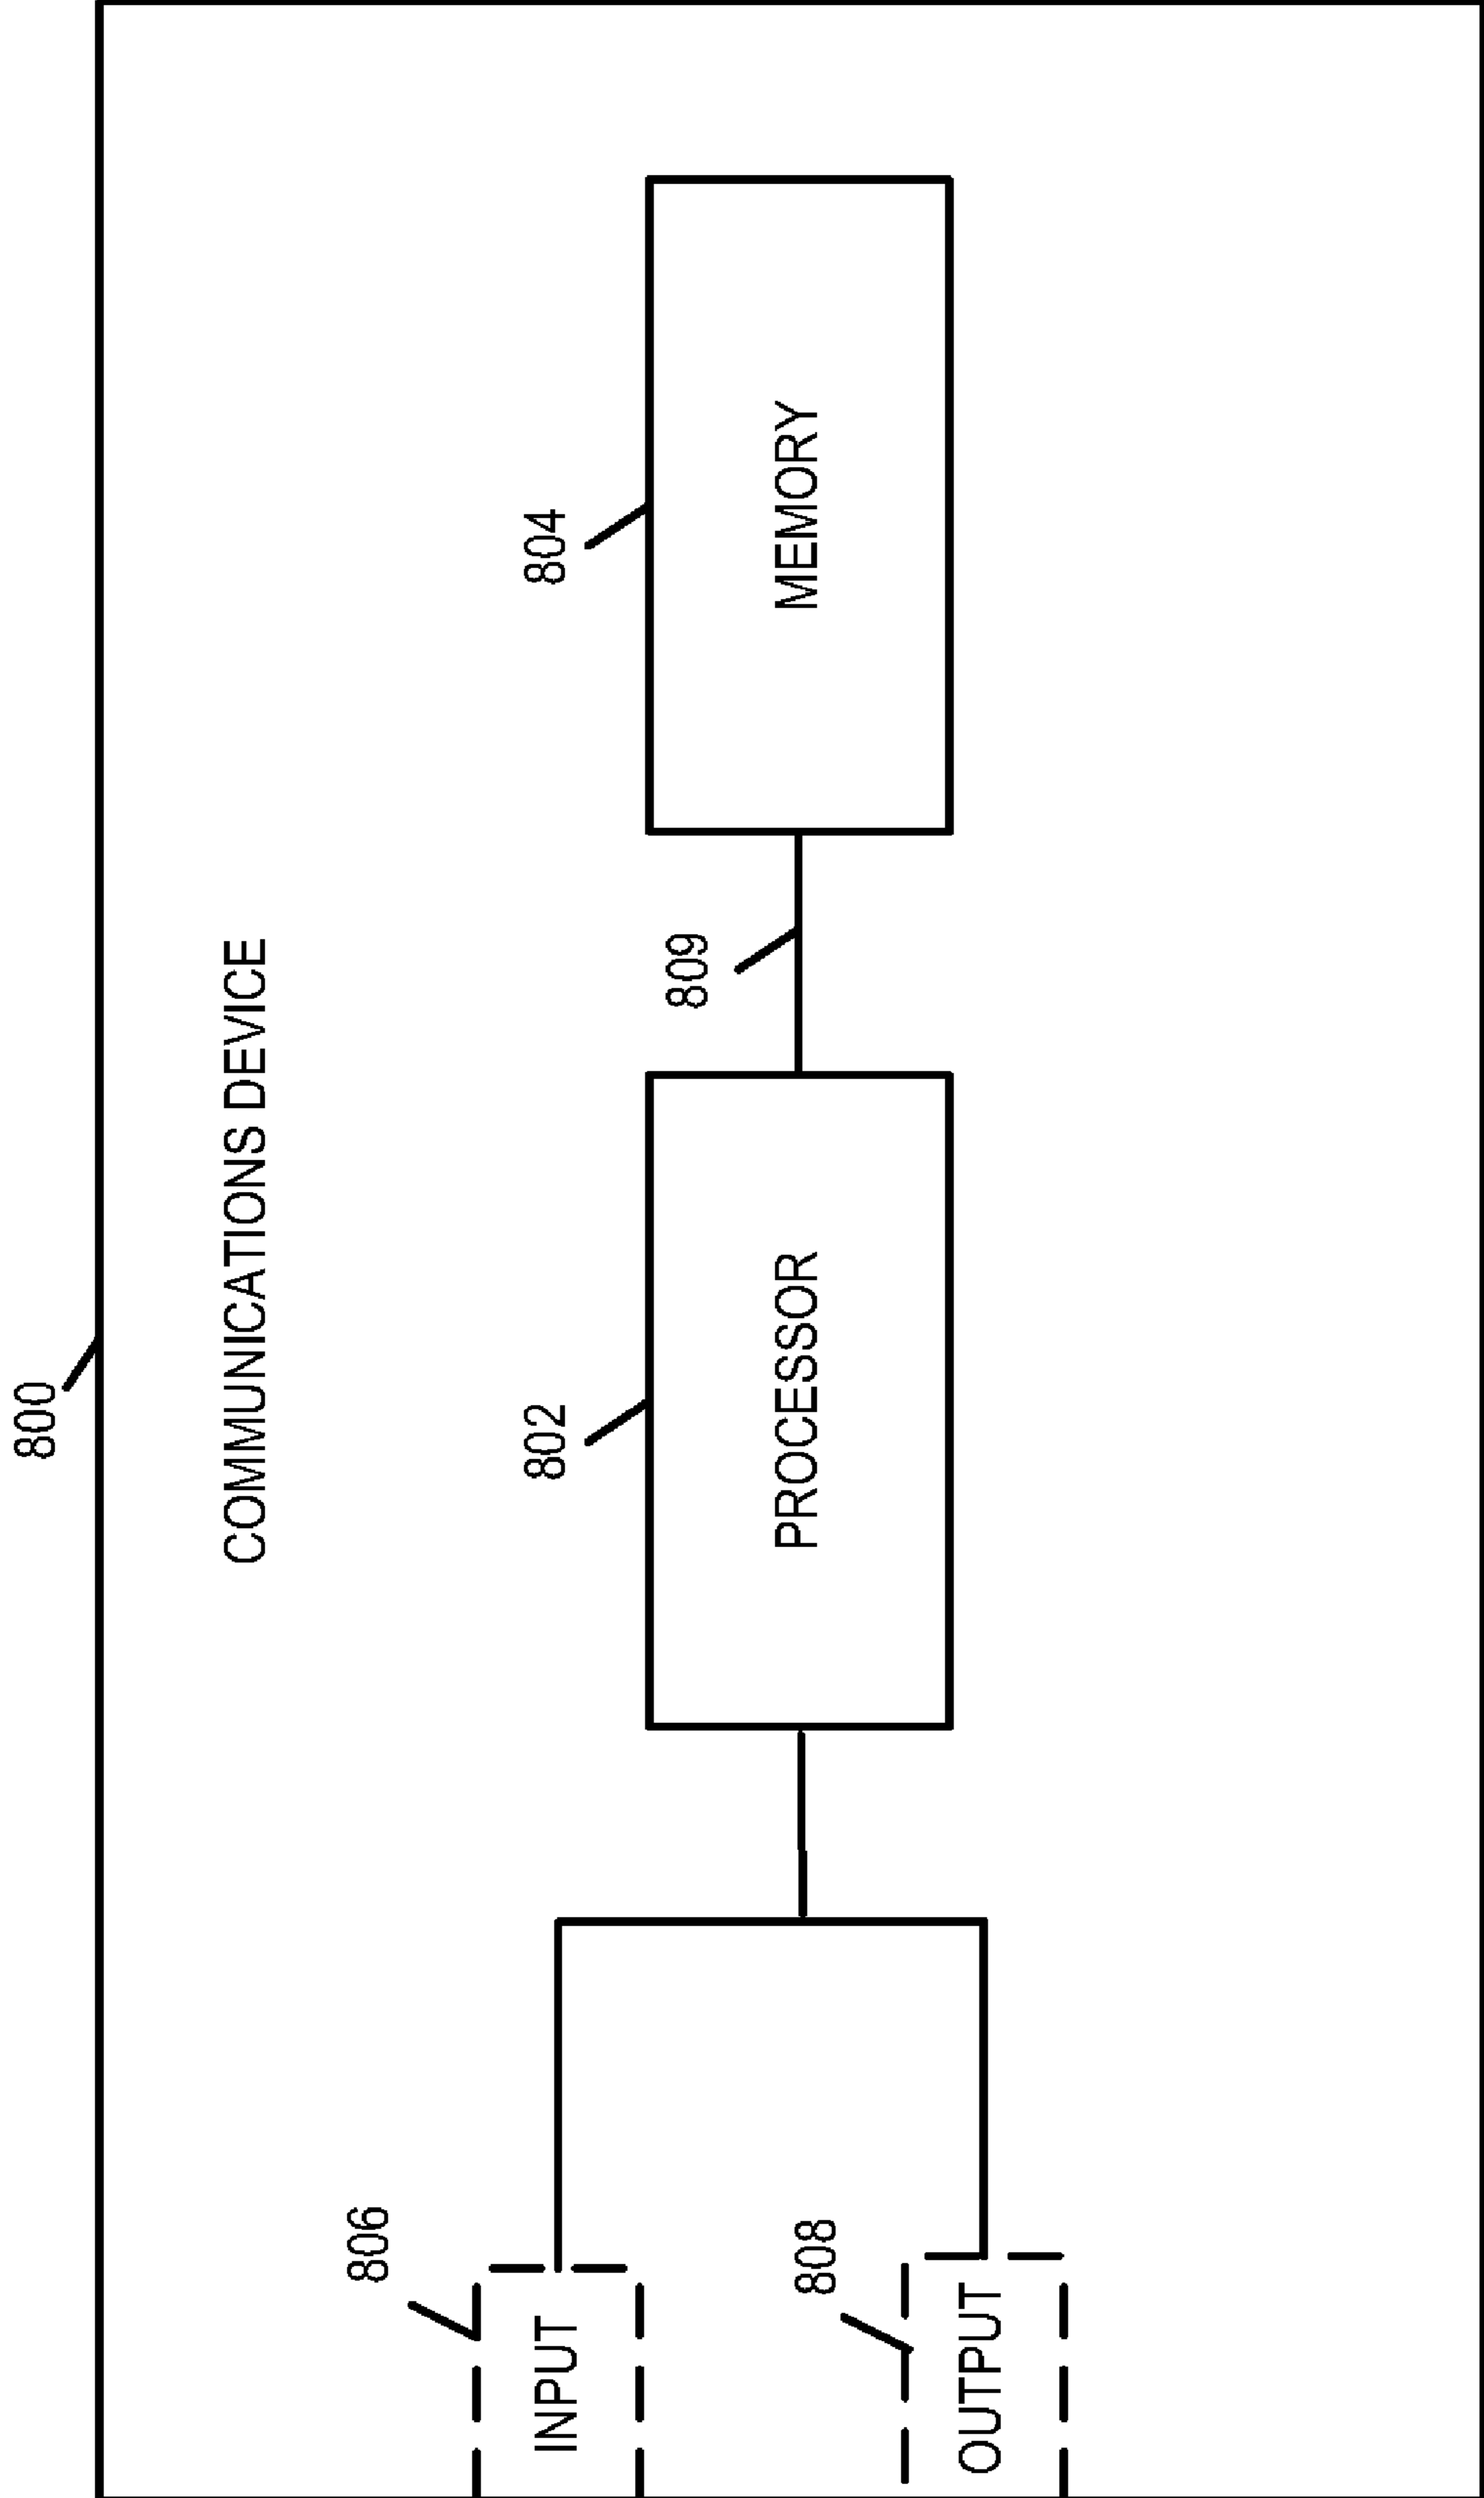 800
COMMUNICATIONS DEVICE
806
INPUT
802
PROCESSOR
809
804
MEMORY
808
OUTPUT